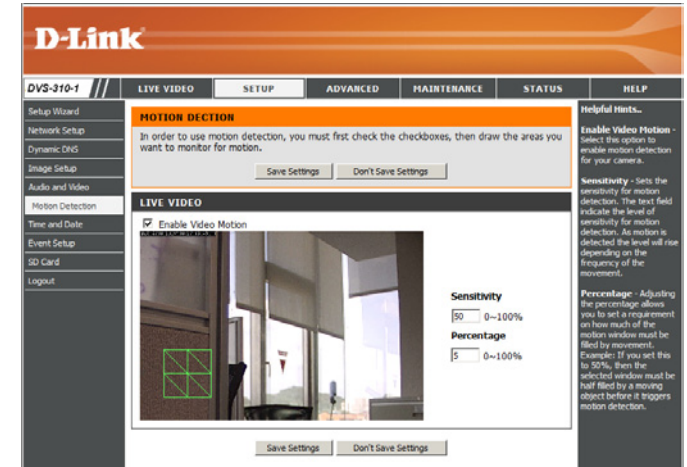 D-Link
DVS-310-1
LIVE VIDEO
SETUP
ADVANCED
MAINTENANCE
STATUS
HELP
Setup Wizard
Network Setup
Dynamic DNS
Image Setup
Audio and Video
Motion Detection
Time and Date
Event Setup
SD Card
Logout
MOTION DECTION
In order to use motion detection, you must first check the checkboxes, then draw the areas you
want to monitor for motion.
Save Settings
Don't Save Settings
LIVE VIDEO
Enable Video Motion
Sensitivity
50 0~100%
Percentage
5 0~100%
Save Settings
Don't Save Settings
Helpful Hints..
Enable Video Motion -
Select this option to
enable motion detection
for your camera.
Sensitivity - Sets the
sensitivity for motion
detection. The text field
indicate the level of
sensitivity for motion
detection. As motion is
detected the level will rise
depending on the
frequency of the
movement.
Percentage - Adjusting
the percentage allows
you to set a requirement
on how much of the
motion window must be
filled by movement.
Example: If you set this
to 50%, then the
selected window must be
half filled by a moving
object before it triggers
motion detection.